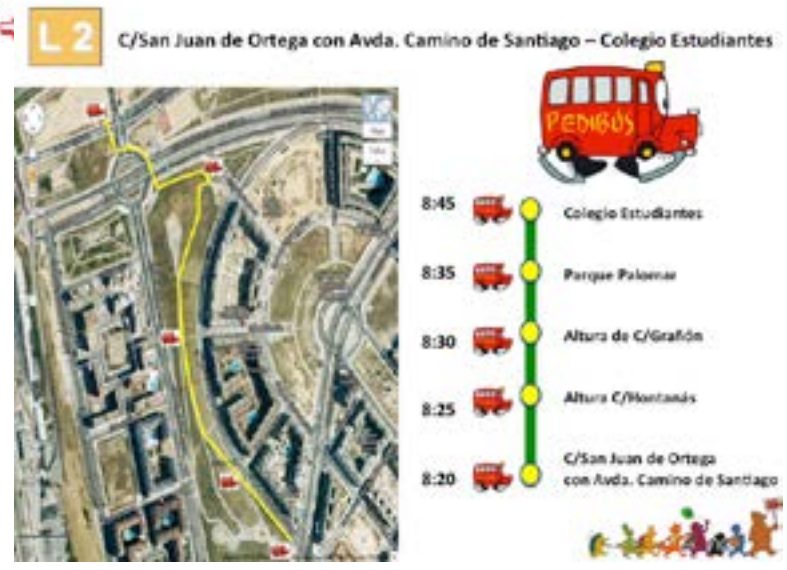 L 2
C/San Juan de Ortega con Avda. Camino de Santiago – Colegio Estudiantes
PEDIBÚS
8:45 Colegio Estudiantes
8:35 Parque Palomar
8:30 Altura de C/Grañón
8:25 Altura C/Hontanás
8:20 C/San Juan de Ortega
con Avda. Camino de Santiago